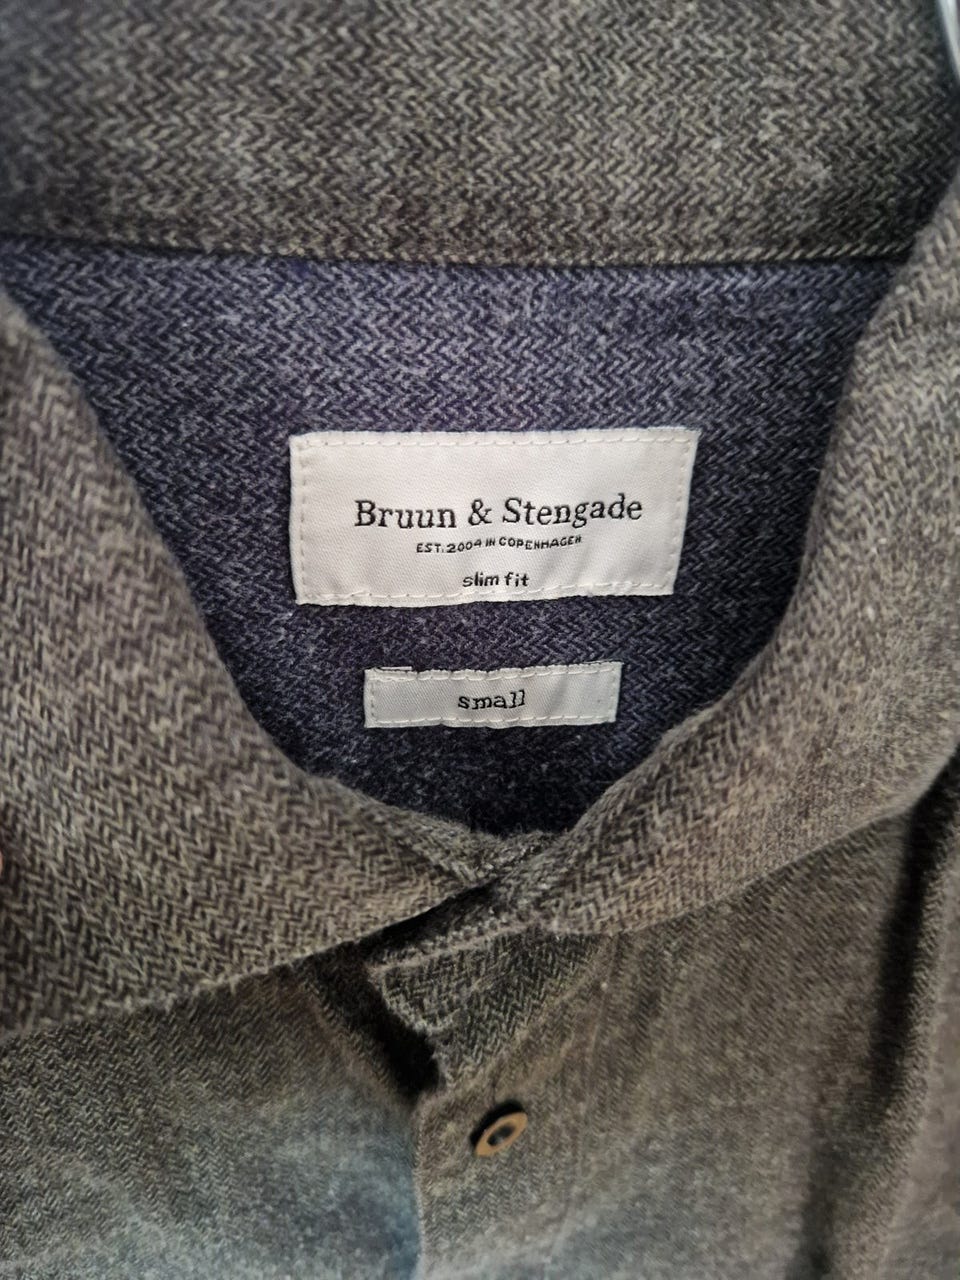 Bruun & Stengade
EST. 2004 IN COPENHAGEN
slim fit
small